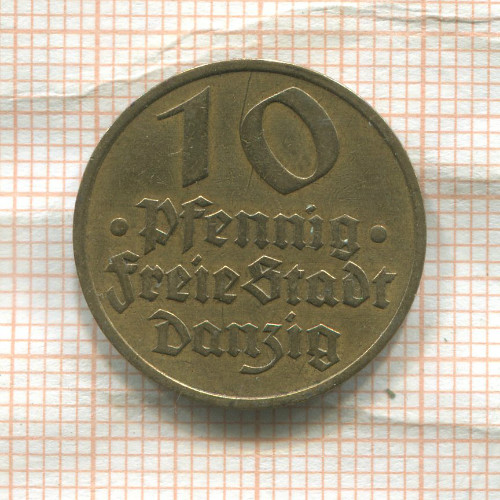 10
• Pfennig •
Freie Stadt
Danzig